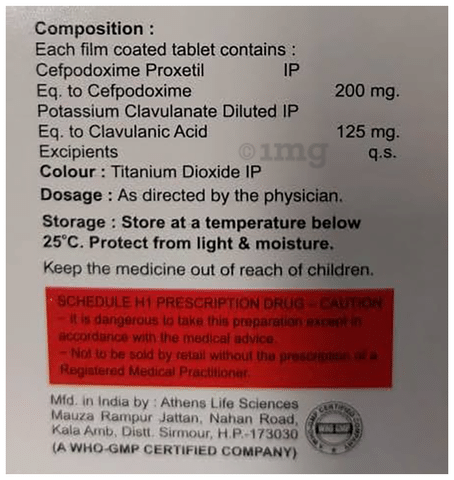 Composition :
Each film coated tablet contains :
Cefpodoxime Proxetil IP
Eq. to Cefpodoxime 200 mg.
Potassium Clavulanate Diluted IP
Eq. to Clavulanic Acid 125 mg.
Excipients q.s.
©1mg
Colour : Titanium Dioxide IP
Dosage : As directed by the physician.
Storage : Store at a temperature below
25°C. Protect from light & moisture.
Keep the medicine out of reach of children.
SCHEDULE H1 PRESCRIPTION DRUG - CAUTION
- It is dangerous to take this preparation except in
accordance with the medical advice.
- Not to be sold by retail without the prescription of a
Registered Medical Practitioner.
Mfd. in India by : Athens Life Sciences
Mauza Rampur Jattan, Nahan Road,
Kala Amb, Distt. Sirmour, H.P.-173030
(A WHO-GMP CERTIFIED COMPANY)